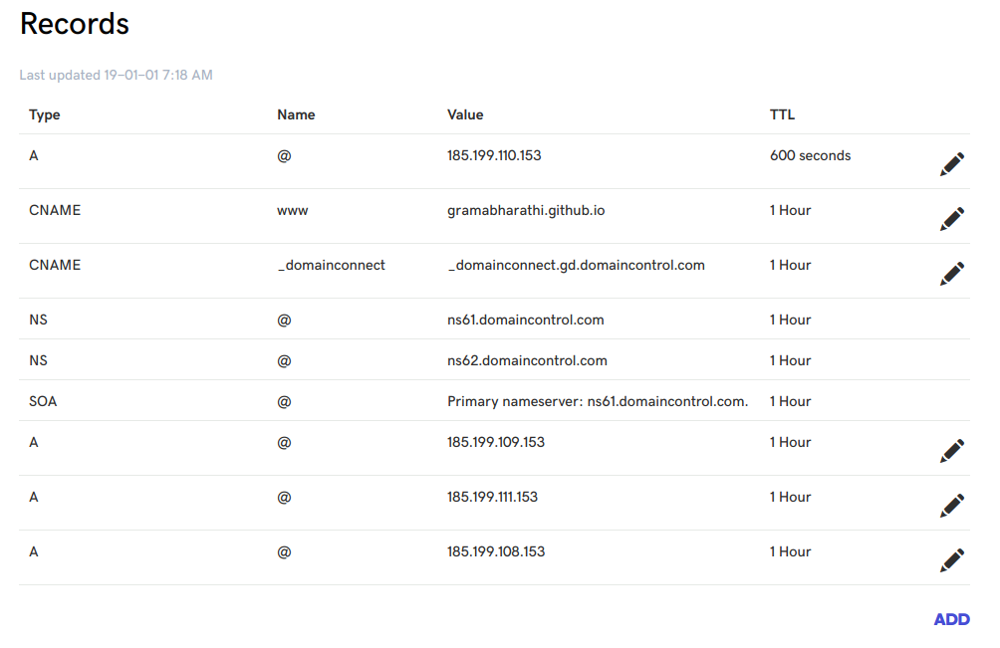 Records
Last updated 19-01-01 7:18 AM
Type Name Value TTL
A @ 185.199.110.153 600 seconds
CNAME www gramabharathi.github.io 1 Hour
CNAME _domainconnect _domainconnect.gd.domaincontrol.com 1 Hour
NS @ ns61.domaincontrol.com 1 Hour
NS @ ns62.domaincontrol.com 1 Hour
SOA @ Primary nameserver: ns61.domaincontrol.com. 1 Hour
A @ 185.199.109.153 1 Hour
A @ 185.199.111.153 1 Hour
A @ 185.199.108.153 1 Hour
ADD